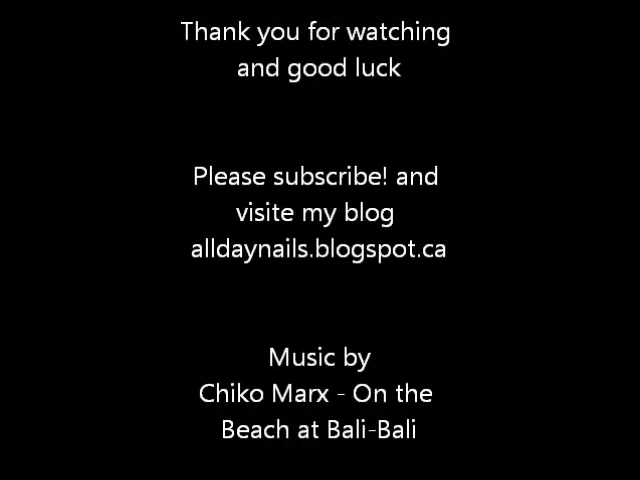 Thank you for watching
and good luck
Please subscribe! and
visite my blog
alldaynails.blogspot.ca
Music by
Chiko Marx - On the
Beach at Bali-Bali